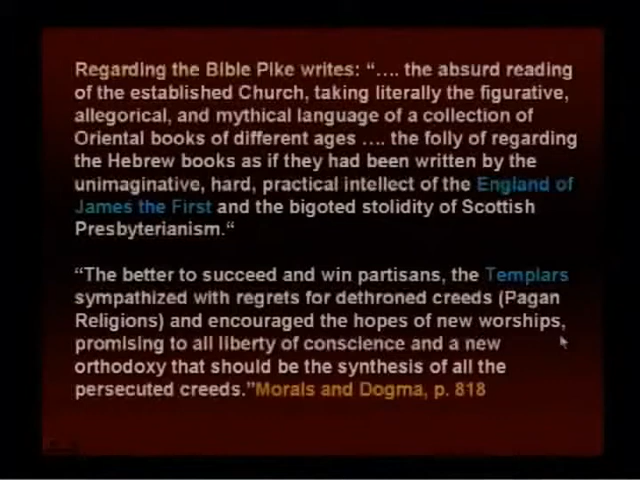 Regarding the Bible Pike writes: “.... the absurd reading
of the established Church, taking literally the figurative,
allegorical, and mythical language of a collection of
Oriental books of different ages .... the folly of regarding
the Hebrew books as if they had been written by the
unimaginative, hard, practical intellect of the England of
James the First and the bigoted stolidity of Scottish
Presbyterianism.“
“The better to succeed and win partisans, the Templars
sympathized with regrets for dethroned creeds (Pagan
Religions) and encouraged the hopes of new worships,
promising to all liberty of conscience and a new
orthodoxy that should be the synthesis of all the
persecuted creeds.”Morals and Dogma, p. 818